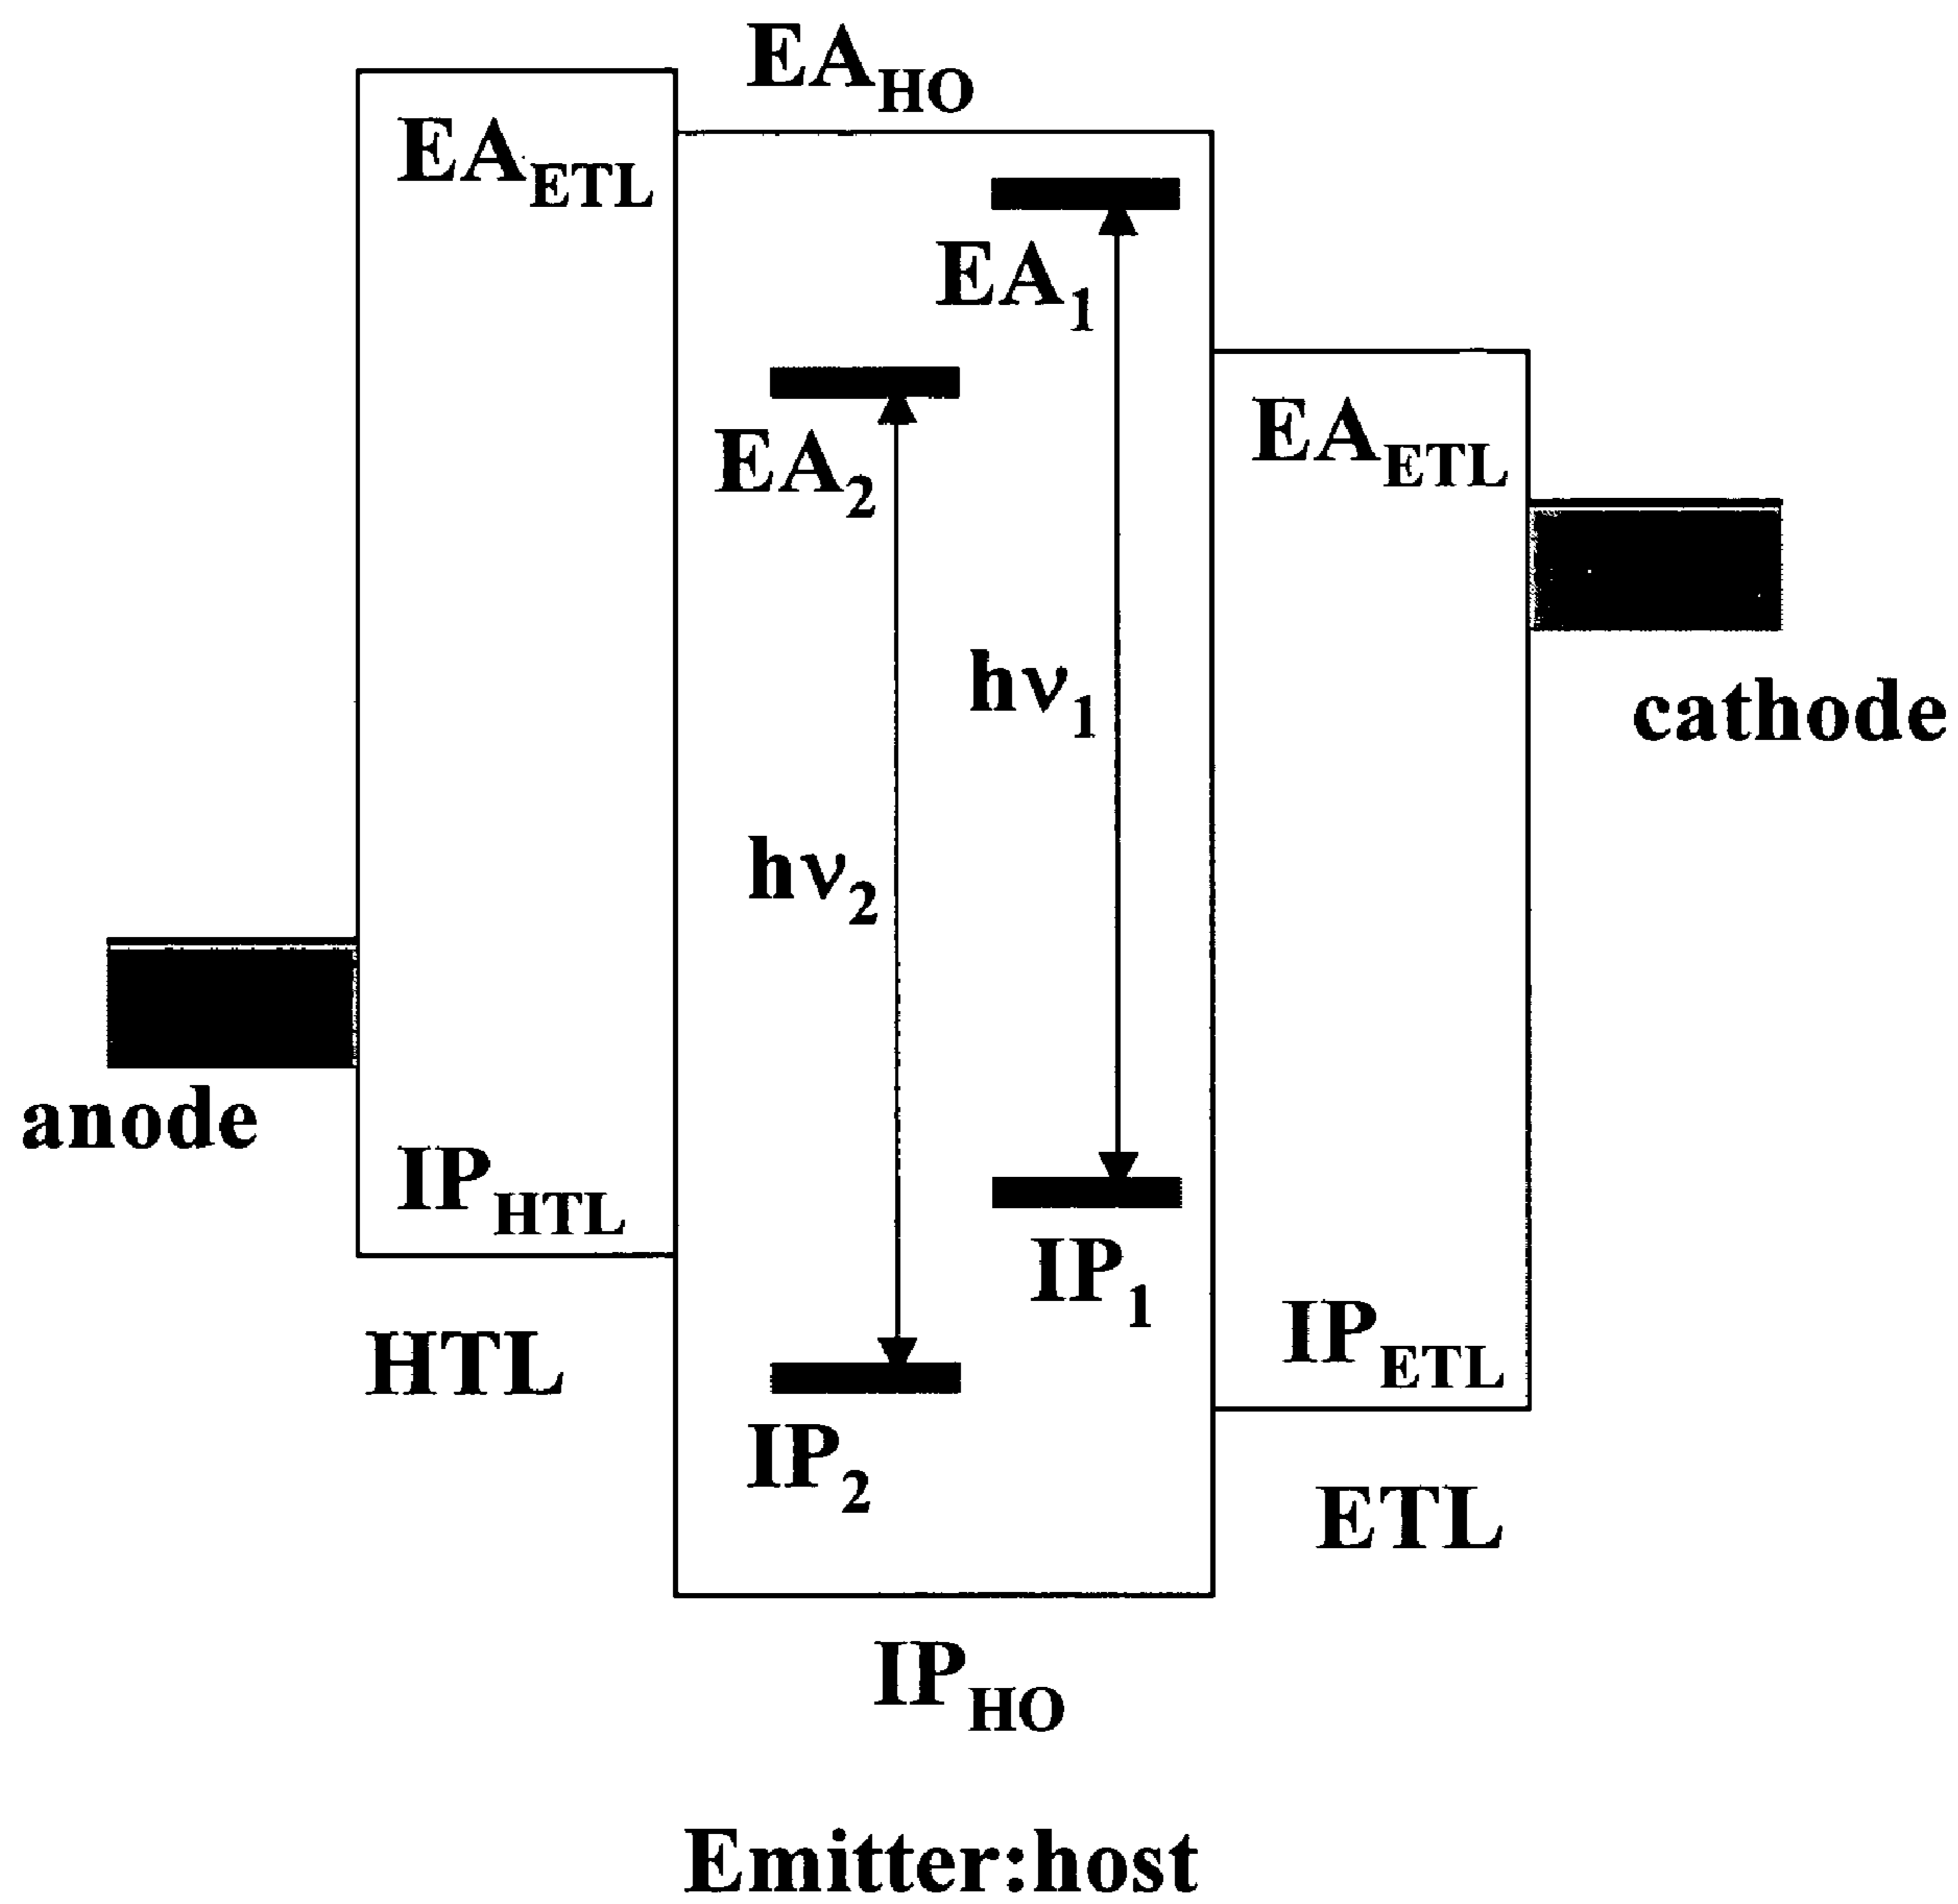 EA_HO
EA_ETL
EA_1
EA_2
EA_ETL
hν_1
cathode
hν_2
anode
IP_HTL
IP_1
IP_ETL
HTL
IP_2
ETL
IP_HO
Emitter:host